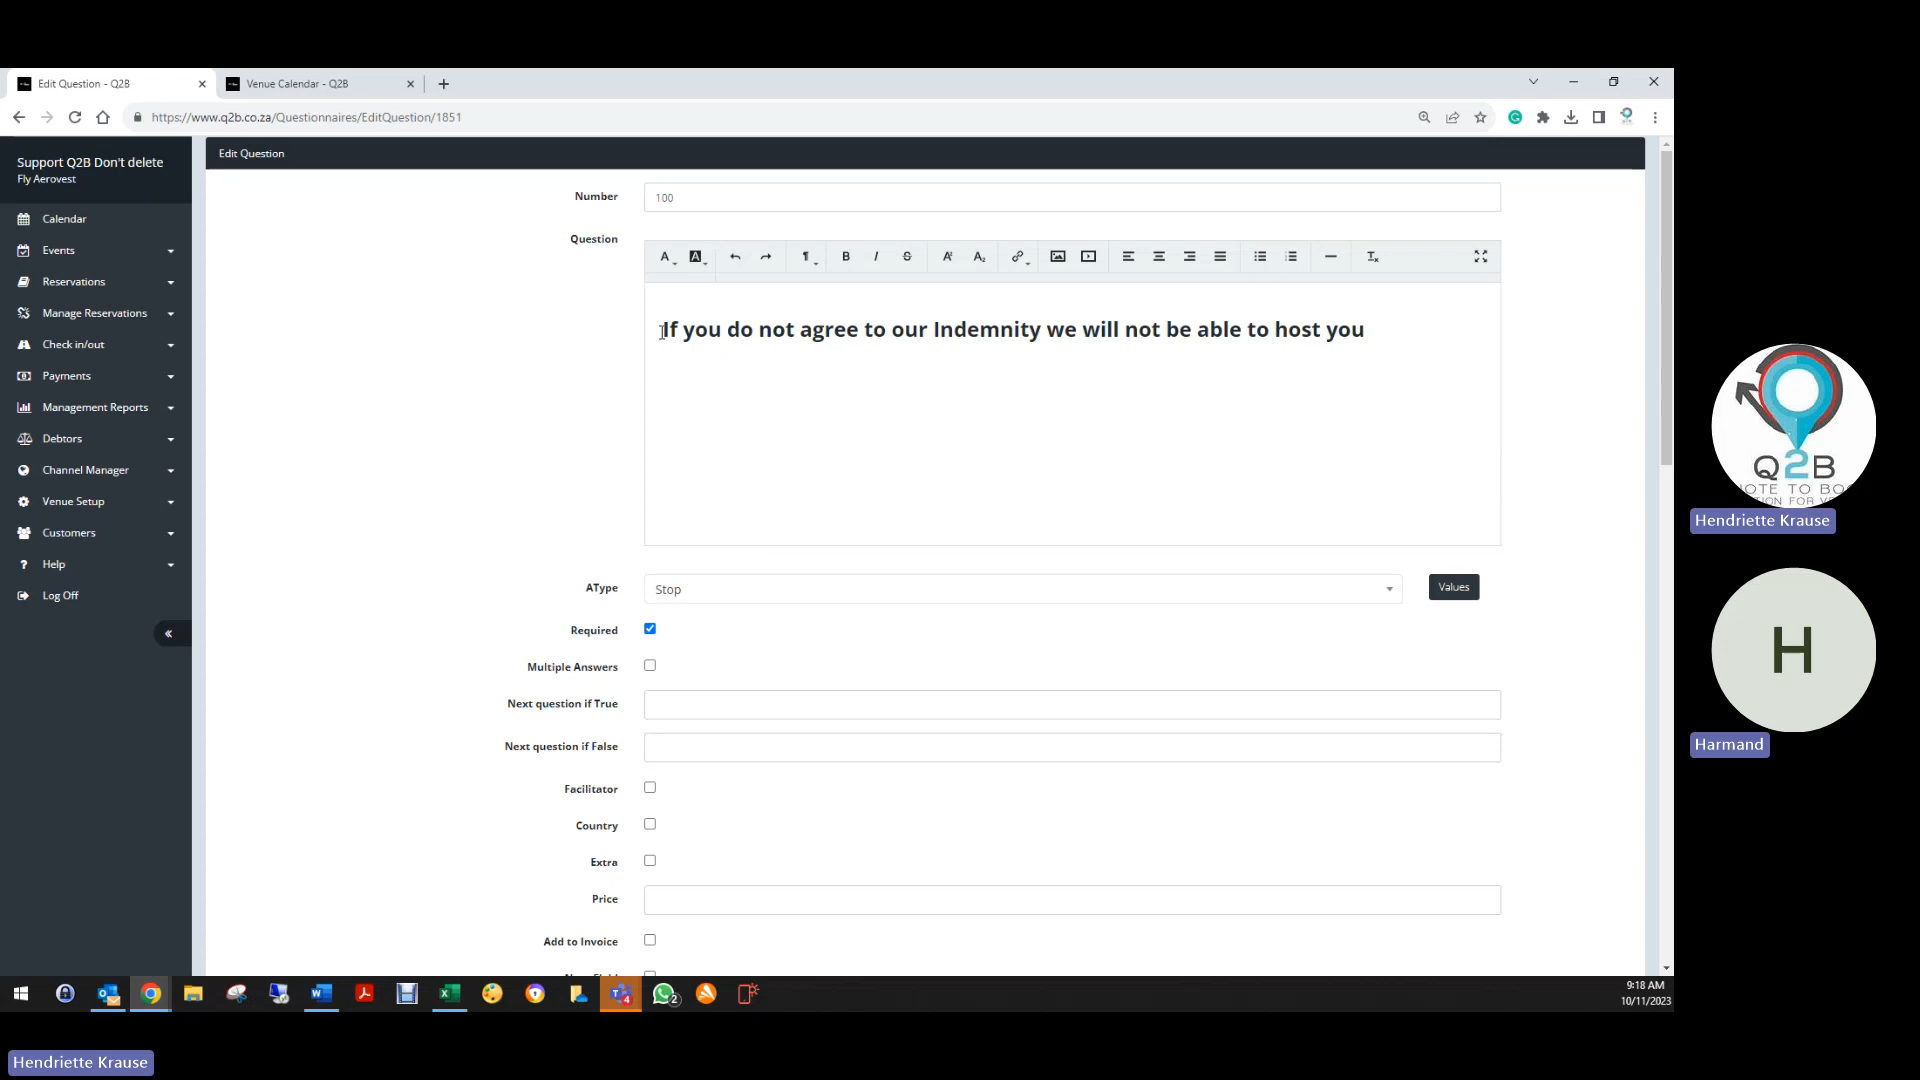 Edit Question - Q2B
Venue Calendar - Q2B
https://www.q2b.co.za/Questionnaires/EditQuestion/1851
Support Q2B Don't delete
Fly Aerovest
Calendar
Events
Reservations
Manage Reservations
Check in/out
Payments
Management Reports
Debtors
Channel Manager
Venue Setup
Customers
Help
Log Off
Edit Question
Number
100
Question
If you do not agree to our Indemnity we will not be able to host you
AType
Stop
Values
Required
Multiple Answers
Next question if True
Next question if False
Facilitator
Country
Extra
Price
Add to Invoice
9:18 AM
10/11/2023
Q2B
Hendriette Krause
H
Harmand
Hendriette Krause